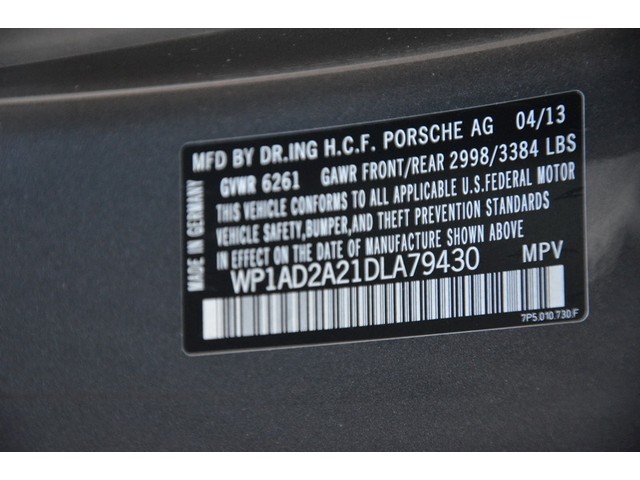 MFD BY DR.ING H.C.F. PORSCHE AG 04/13
GVWR 6261 GAWR FRONT/REAR 2998/3384 LBS
THIS VEHICLE CONFORMS TO ALL APPLICABLE U.S.FEDERAL MOTOR
VEHICLE SAFETY,BUMPER,AND THEFT PREVENTION STANDARDS
IN EFFECT ON THE DATE OF MANUFACTURE SHOWN ABOVE
WP1AD2A21DLA79430 MPV
7P5.010.730.F
MADE IN GERMANY